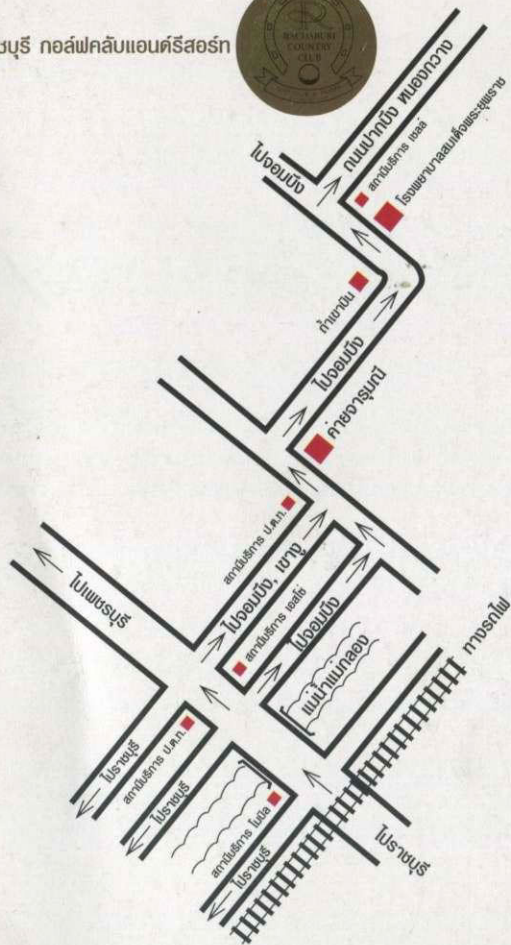 ชบุรี กอล์ฟคลับแอนด์รีสอร์ท
RACHABURI
COUNTRY
CLUB
ถนนปากบึง หนองกวาง
สถานีบริการ เชลล์
โรงพยาบาลสมเด็จพระยุพราช
ไปจอมบึง
ถ้ำเขาบิน
ไปจอมบึง
ค่ายจารุมณี
สถานีบริการ ป.ต.ท.
ไปจอมบึง, เขางู
สถานีบริการ เอสโซ่
ไปจอมบึง
แม่น้ำแม่กลอง
ไปเพชรบุรี
ทางรถไฟ
ไปราชบุรี
สถานีบริการ ป.ต.ท.
ไปราชบุรี
สถานีบริการ โมบิล
ไปราชบุรี
ไปราชบุรี